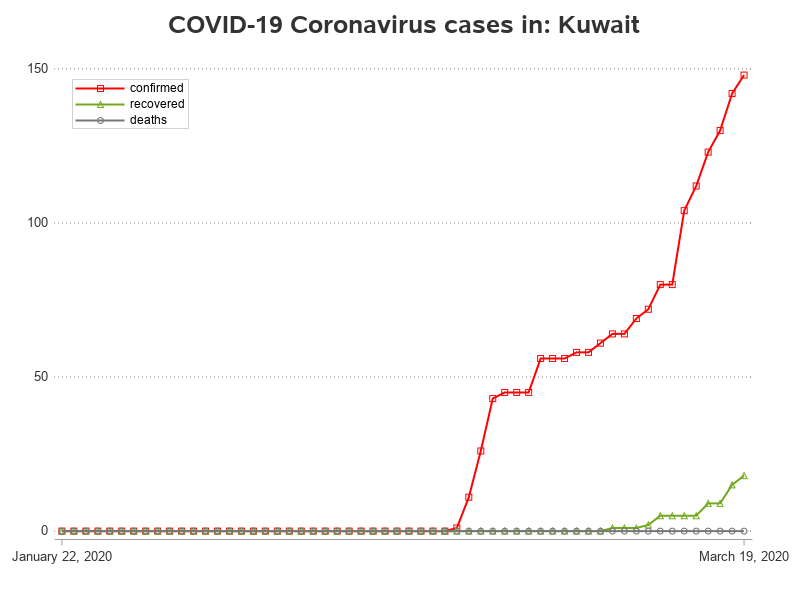 COVID-19 Coronavirus cases in: Kuwait
150
confirmed
recovered
deaths
100
50
0
January 22, 2020
March 19, 2020